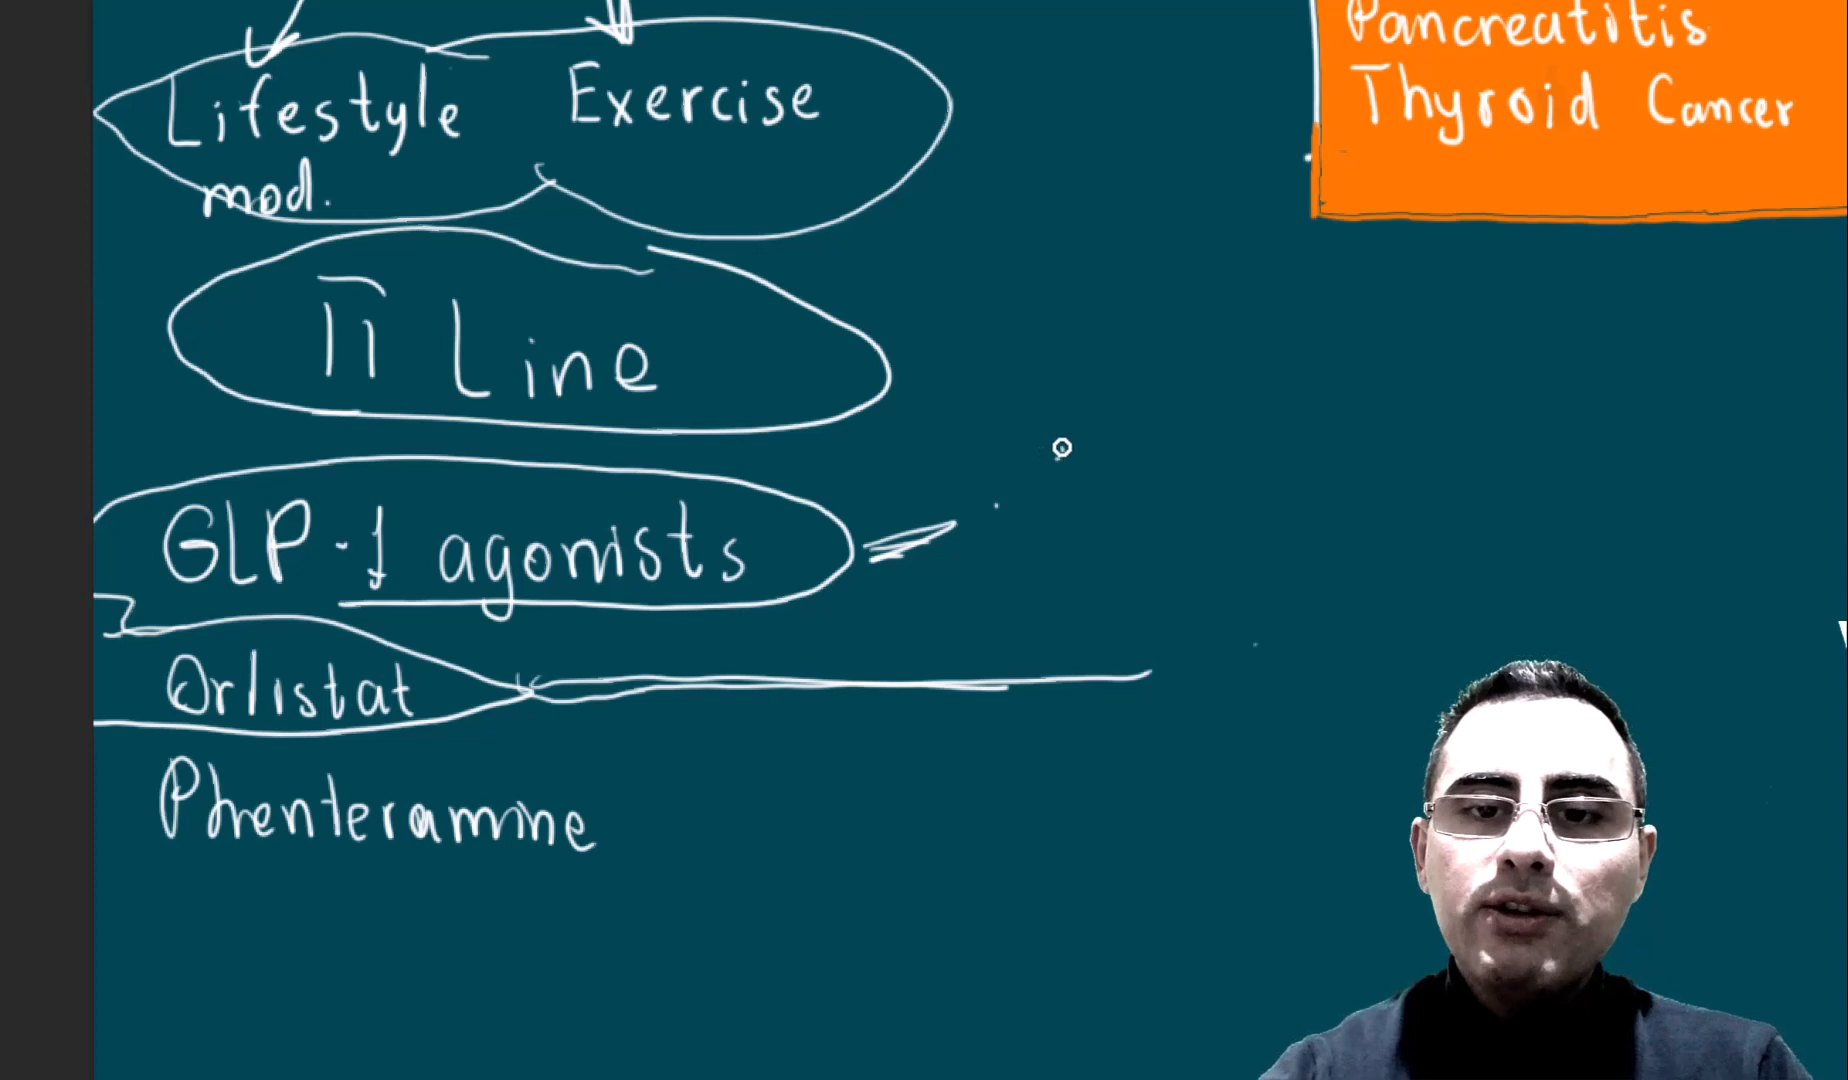 Lifestyle Exercise
mod.
II Line
GLP-1 agonists
Orlistat
Phenteramine
Pancreatitis
Thyroid Cancer